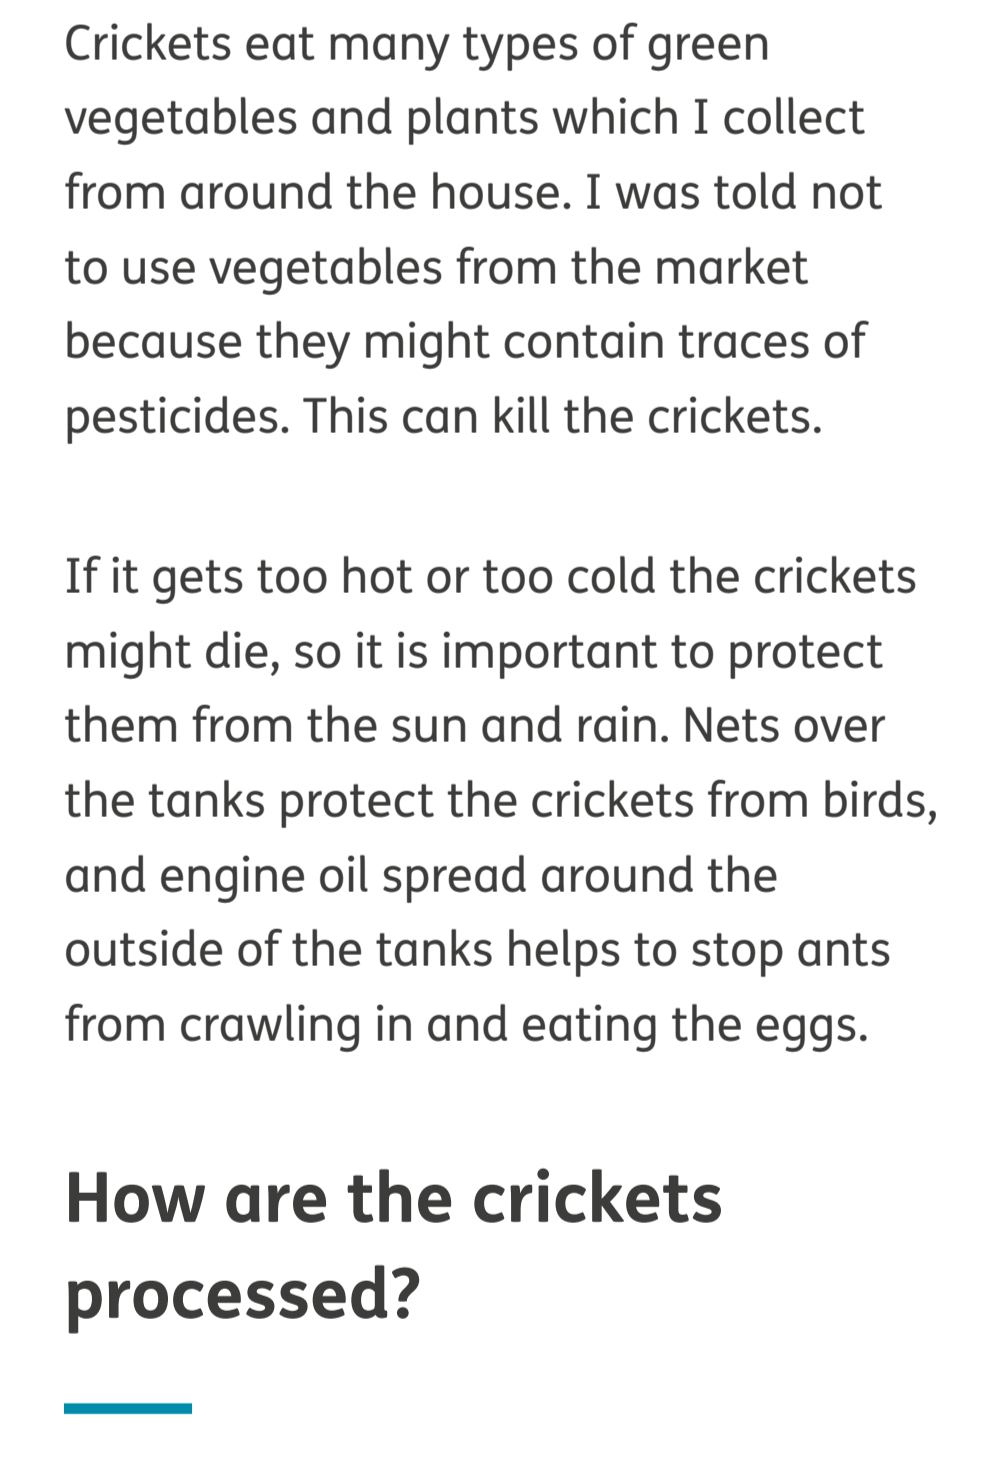 Crickets eat many types of green
vegetables and plants which I collect
from around the house. I was told not
to use vegetables from the market
because they might contain traces of
pesticides. This can kill the crickets.
If it gets too hot or too cold the crickets
might die, so it is important to protect
them from the sun and rain. Nets over
the tanks protect the crickets from birds,
and engine oil spread around the
outside of the tanks helps to stop ants
from crawling in and eating the eggs.
How are the crickets
processed?